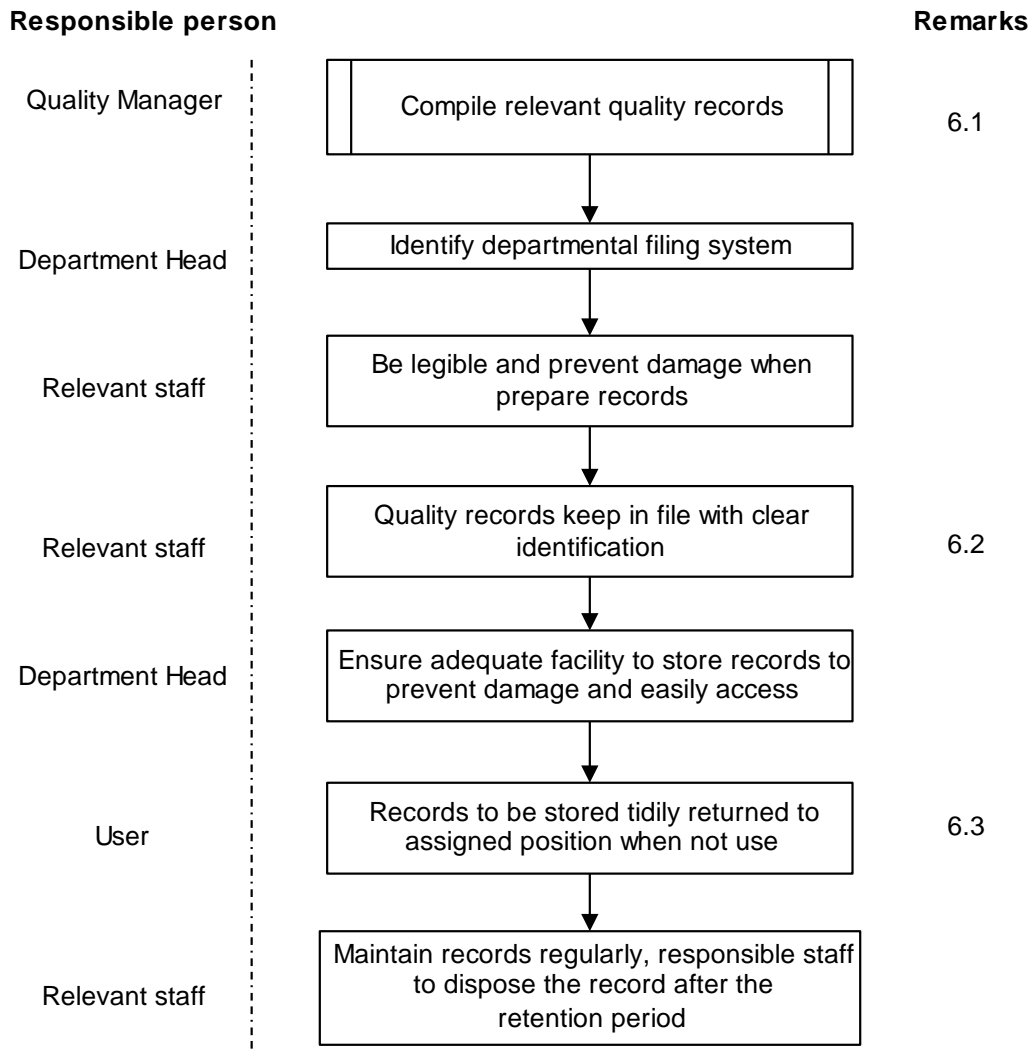 Responsible person
Remarks
Quality Manager
Compile relevant quality records
6.1
Department Head
Identify departmental filing system
Relevant staff
Be legible and prevent damage when
prepare records
Relevant staff
Quality records keep in file with clear
identification
6.2
Department Head
Ensure adequate facility to store records to
prevent damage and easily access
User
Records to be stored tidily returned to
assigned position when not use
6.3
Relevant staff
Maintain records regularly, responsible staff
to dispose the record after the
retention period